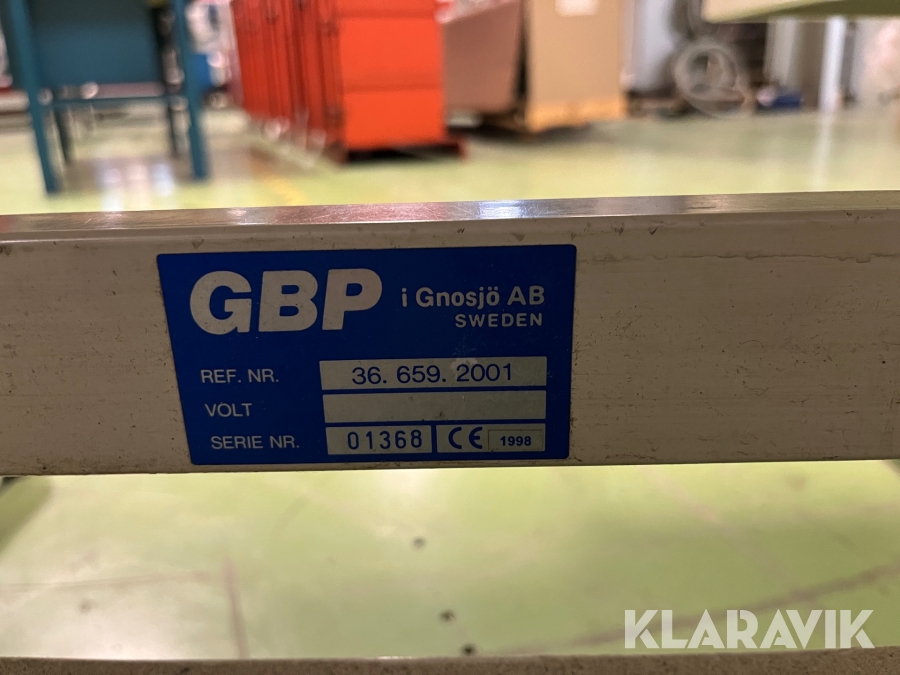 GBP i Gnosjö AB
SWEDEN
REF. NR. 36. 659. 2001
VOLT
SERIE NR. 01368 CE 1998
KLARAVIK